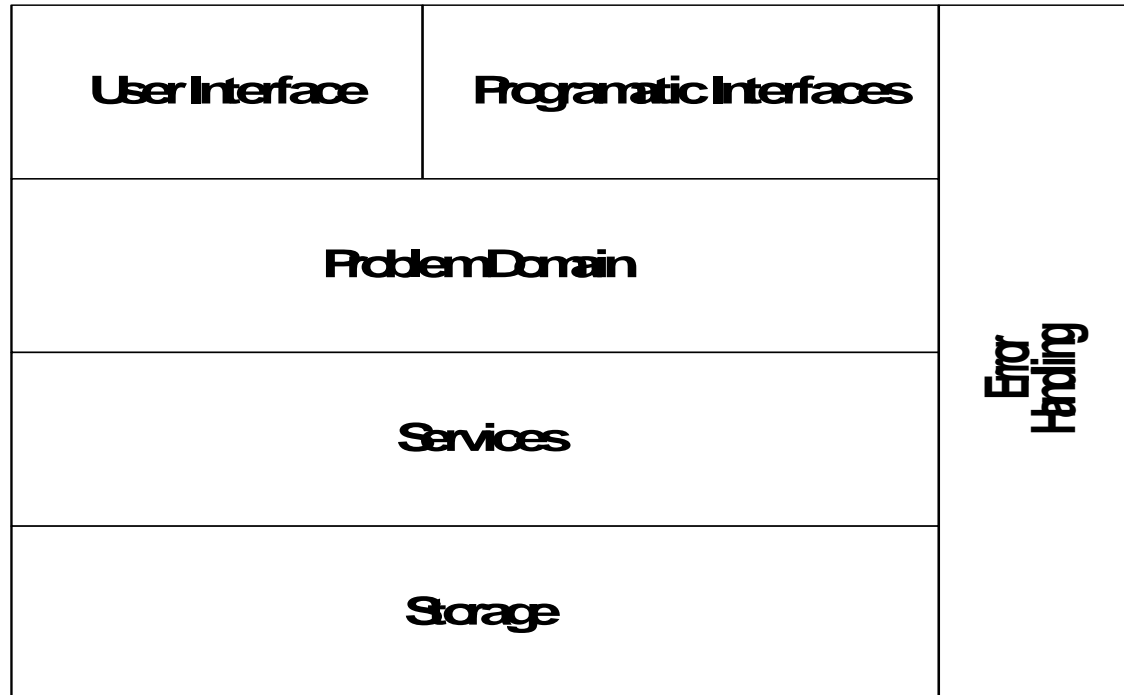 User Interface
Programatic Interfaces
Problem Domain
Services
Storage
Error
Handling